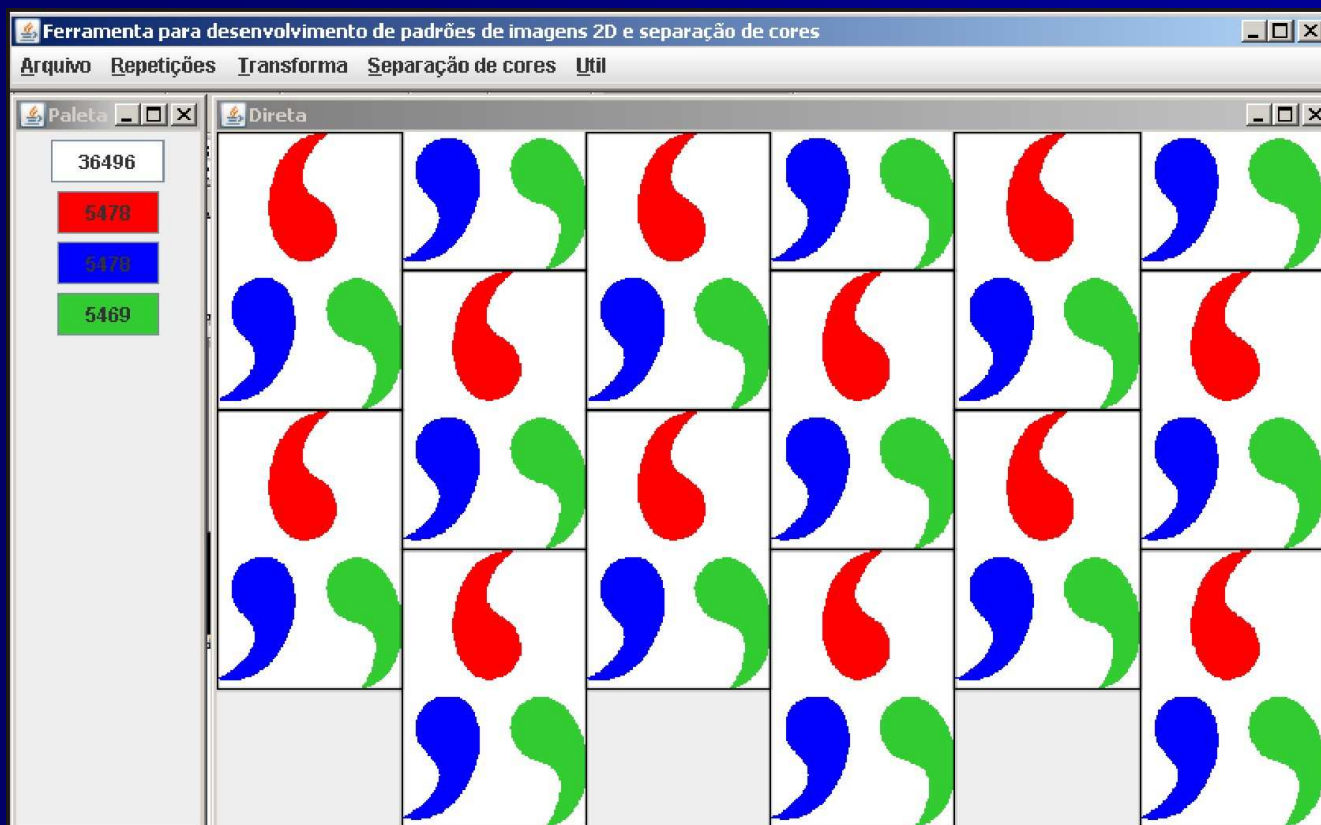 Ferramenta para desenvolvimento de padrões de imagens 2D e separação de cores
Arquivo Repetições Transforma Separação de cores Util
Paleta
Direta
36496
5478
5478
5469